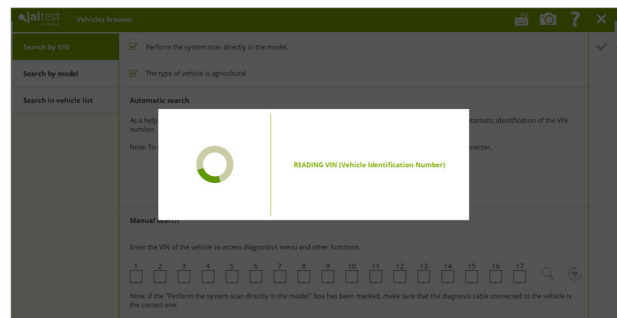 jaltest
Vehicles browser
?
Search by VIN
Perform the system scan directly in the model.
Search by model
The type of vehicle is agricultural
Search in vehicle list
Automatic search
As a help
utomatic identification of the VIN
number.
Note: To
nector.
READING VIN (Vehicle Identification Number)
Manual search
Enter the VIN of the vehicle to access diagnostics menu and other functions.
1 2 3 4 5 6 7 8 9 10 11 12 13 14 15 16 17
Note: if the "Perform the system scan directly in the model" box has been marked, make sure that the diagnosis cable connected to the vehicle is
the correct one.